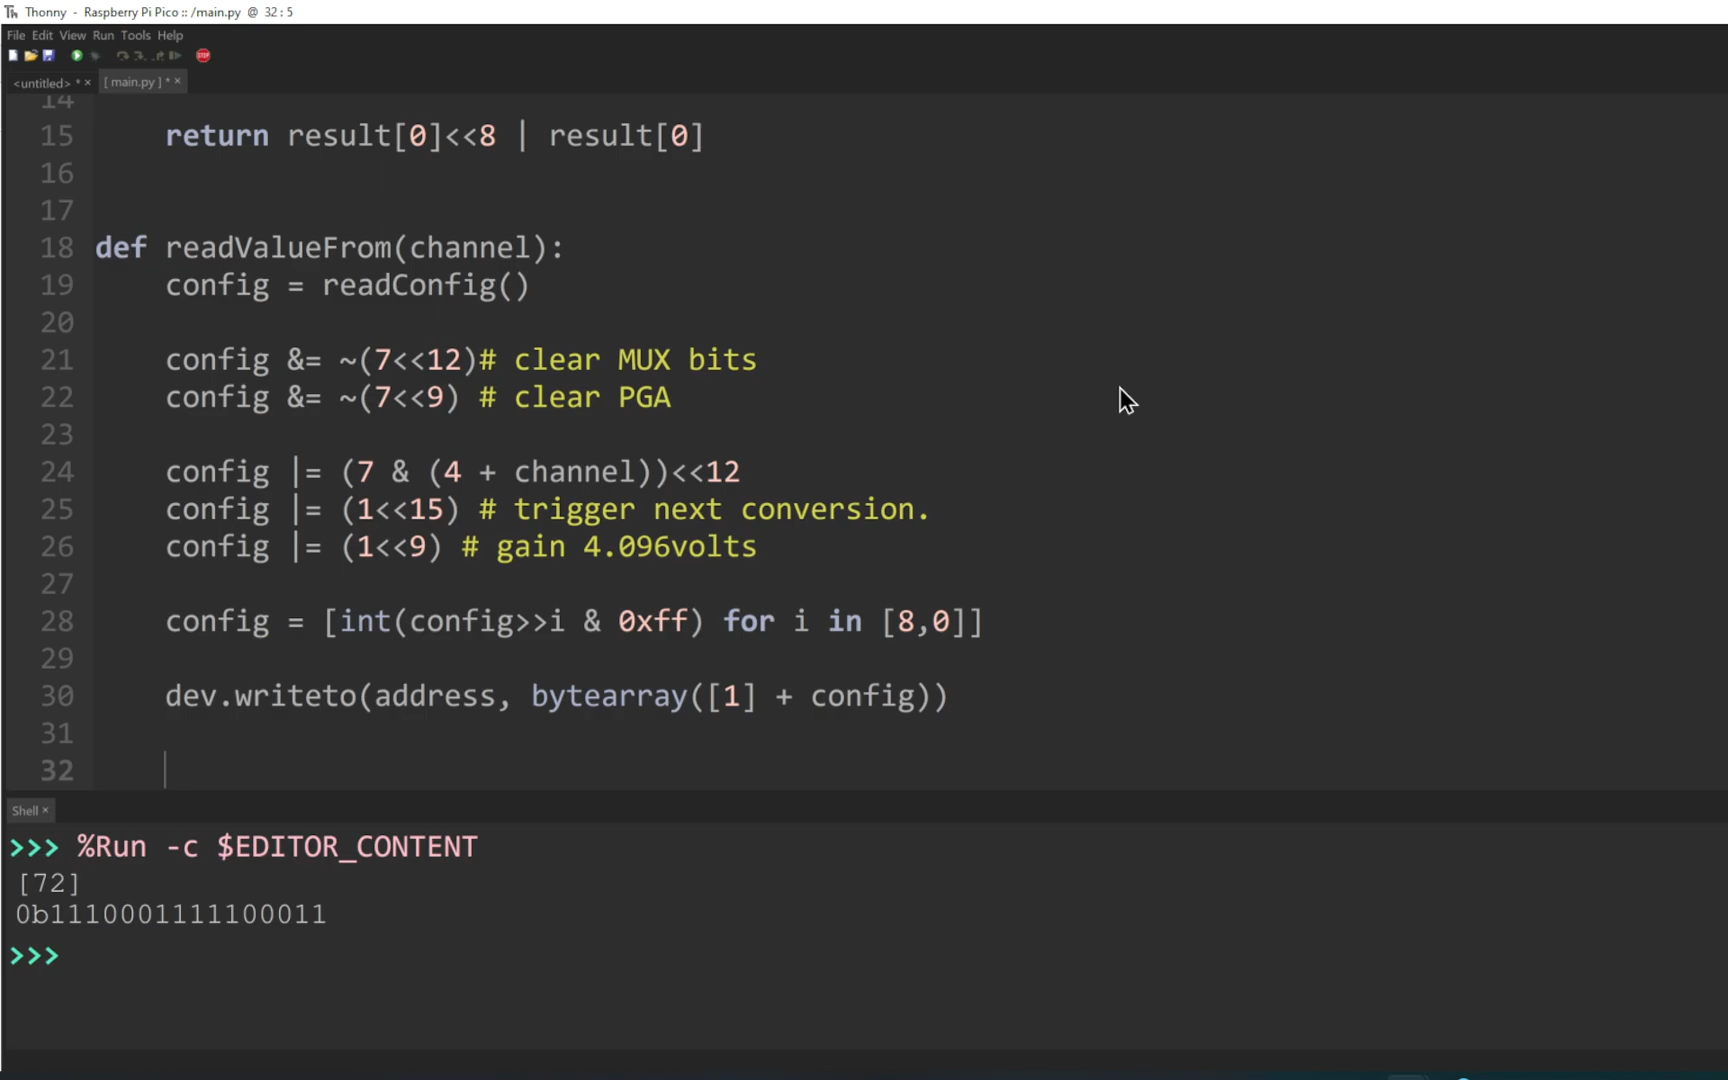 Thonny - Raspberry Pi Pico :: /main.py @ 32:5
File Edit View Run Tools Help
STOP
<untitled> * × [ main.py ] * ×
14
15 return result[0]<<8 | result[0]
16
17
18 def readValueFrom(channel):
19 config = readConfig()
20
21 config &= ~(7<<12)# clear MUX bits
22 config &= ~(7<<9) # clear PGA
23
24 config |= (7 & (4 + channel))<<12
25 config |= (1<<15) # trigger next conversion.
26 config |= (1<<9) # gain 4.096volts
27
28 config = [int(config>>i & 0xff) for i in [8,0]]
29
30 dev.writeto(address, bytearray([1] + config))
31
32
Shell ×
>>> %Run -c $EDITOR_CONTENT
[72]
0b1110001111100011
>>>